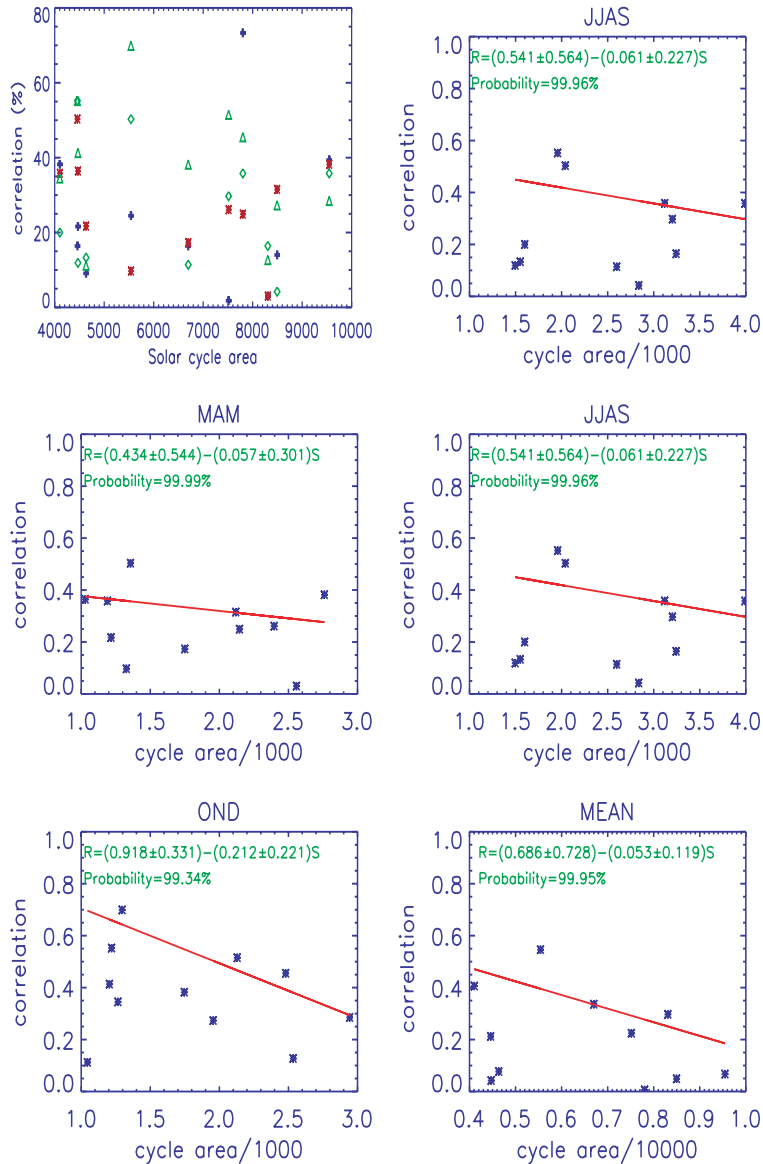 80
60
40
20
0
correlation (%)
4000 5000 6000 7000 8000 9000 10000
Solar cycle area
JJAS
R=(0.541±0.564)−(0.061±0.227)S
Probability=99.96%
1.0
0.8
0.6
0.4
0.2
0.0
correlation
1.0 1.5 2.0 2.5 3.0 3.5 4.0
cycle area/1000
MAM
R=(0.434±0.544)−(0.057±0.301)S
Probability=99.99%
1.0
0.8
0.6
0.4
0.2
0.0
correlation
1.0 1.5 2.0 2.5 3.0
cycle area/1000
JJAS
R=(0.541±0.564)−(0.061±0.227)S
Probability=99.96%
1.0
0.8
0.6
0.4
0.2
0.0
correlation
1.0 1.5 2.0 2.5 3.0 3.5 4.0
cycle area/1000
OND
R=(0.918±0.331)−(0.212±0.221)S
Probability=99.34%
1.0
0.8
0.6
0.4
0.2
0.0
correlation
1.0 1.5 2.0 2.5 3.0
cycle area/1000
MEAN
R=(0.686±0.728)−(0.053±0.119)S
Probability=99.95%
1.0
0.8
0.6
0.4
0.2
0.0
correlation
0.4 0.5 0.6 0.7 0.8 0.9 1.0
cycle area/10000